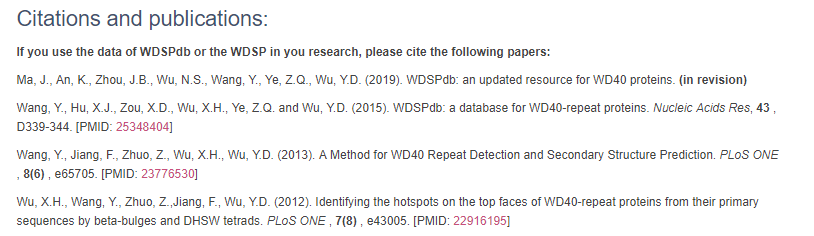 Citations and publications:
If you use the data of WDSPdb or the WDSP in you research, please cite the following papers:
Ma, J., An, K., Zhou, J.B., Wu, N.S., Wang, Y., Ye, Z.Q., Wu, Y.D. (2019). WDSPdb: an updated resource for WD40 proteins. (in revision)
Wang, Y., Hu, X.J., Zou, X.D., Wu, X.H., Ye, Z.Q. and Wu, Y.D. (2015). WDSPdb: a database for WD40-repeat proteins. Nucleic Acids Res, 43 ,
D339-344. [PMID: 25348404]
Wang, Y., Jiang, F., Zhuo, Z., Wu, X.H., Wu, Y.D. (2013). A Method for WD40 Repeat Detection and Secondary Structure Prediction. PLoS ONE
, 8(6) , e65705. [PMID: 23776530]
Wu, X.H., Wang, Y., Zhuo, Z.,Jiang, F., Wu, Y.D. (2012). Identifying the hotspots on the top faces of WD40-repeat proteins from their primary
sequences by beta-bulges and DHSW tetrads. PLoS ONE , 7(8) , e43005. [PMID: 22916195]